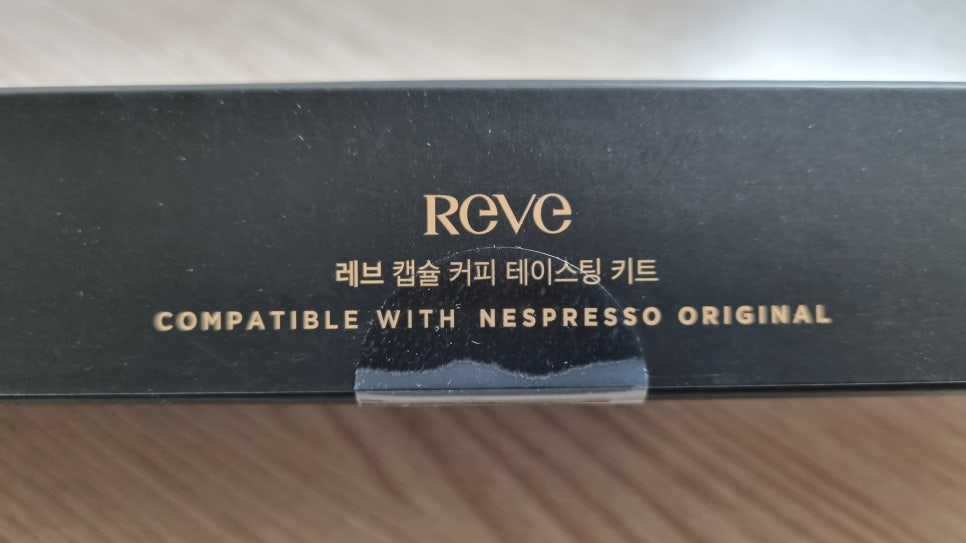 Reve
레브 캡슐 커피 테이스팅 키트
COMPATIBLE WITH NESPRESSO ORIGINAL